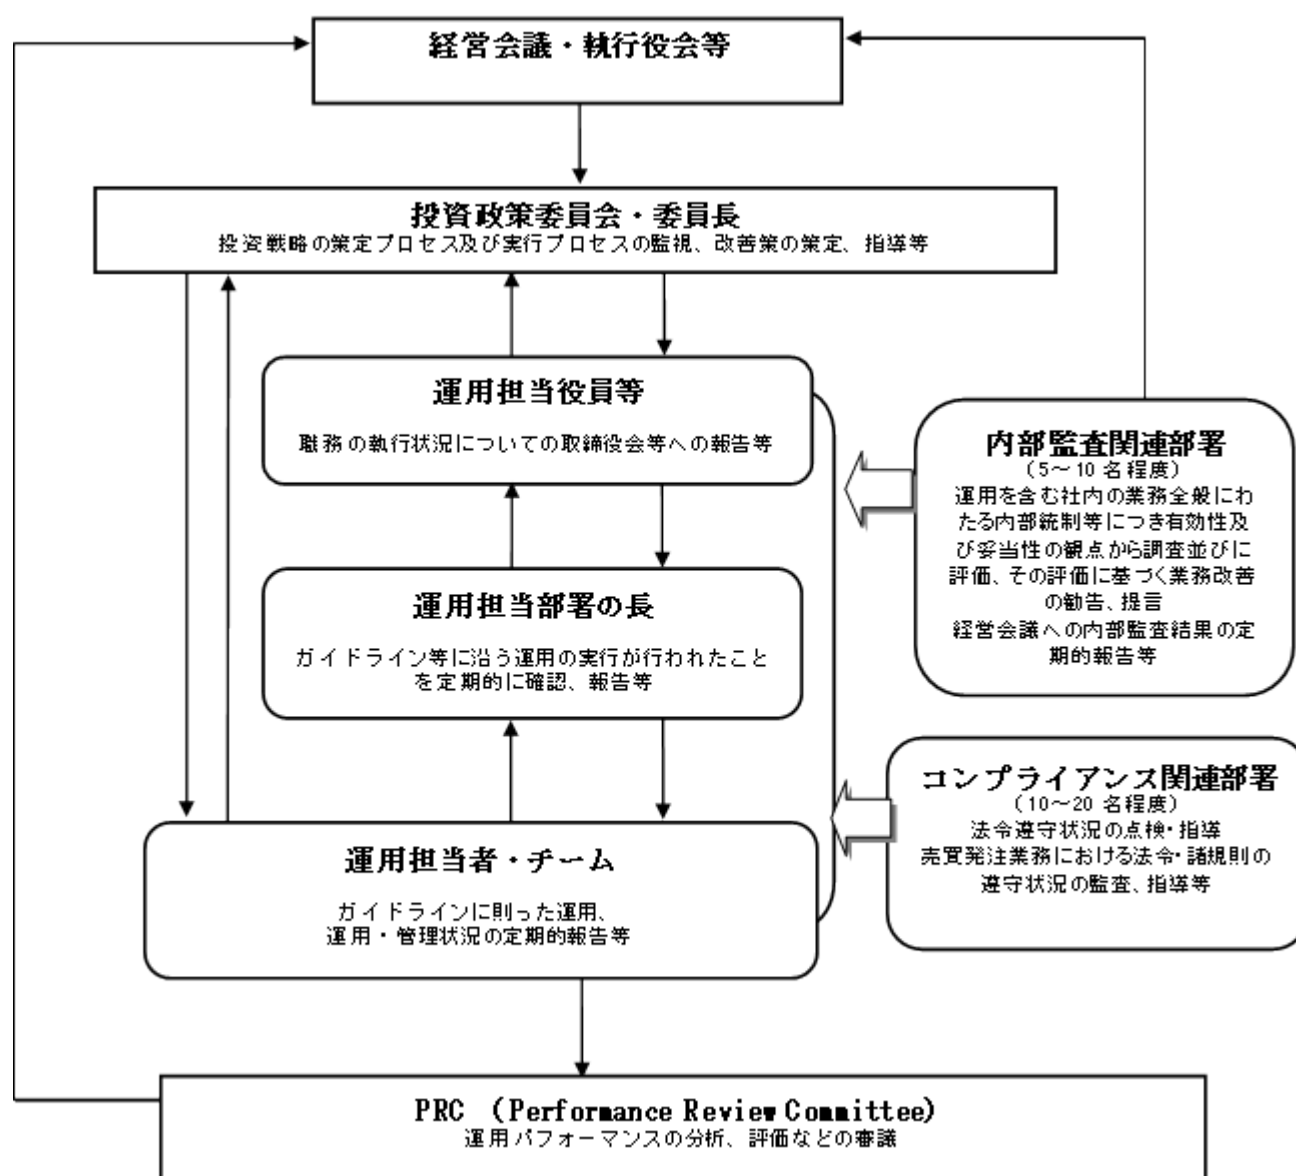 経営会議・執行役会等
投資政策委員会・委員長
投資戦略の策定プロセス及び実行プロセスの監視、改善策の策定、指導等
運用担当役員等
職務の執行状況についての取締役会等への報告等
運用担当部署の長
ガイドライン等に沿う運用の実行が行われたこと
を定期的に確認、報告等
運用担当者・チーム
ガイドラインに則った運用、
運用・管理状況の定期的報告等
内部監査関連部署
（5～10 名程度）
運用を含む社内の業務全般にわ
たる内部統制等につき有効性及
び妥当性の観点から調査並びに
評価、その評価に基づく業務改善
の勧告、提言
経営会議への内部監査結果の定
期的報告等
コンプライアンス関連部署
（10～20 名程度）
法令遵守状況の点検・指導
売買発注業務における法令・諸規則の
遵守状況の監査、指導等
PRC （Performance Review Committee）
運用パフォーマンスの分析、評価などの審議